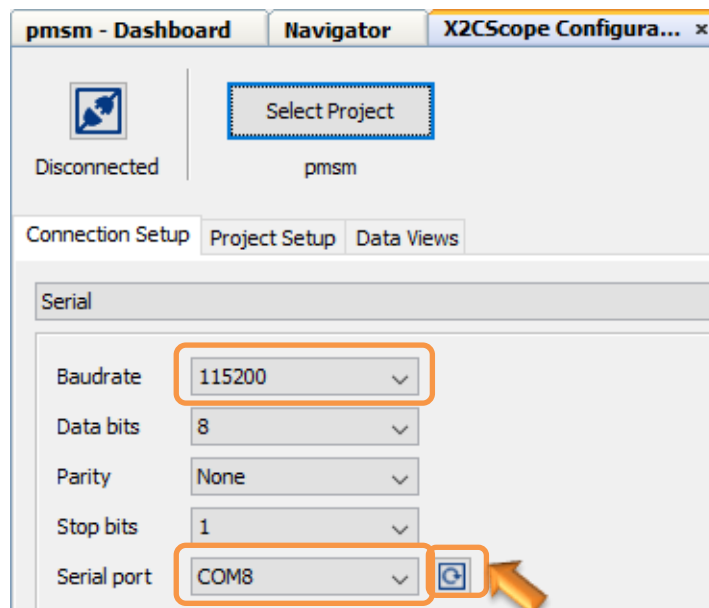 pmsm - Dashboard Navigator X2CScope Configura... ×
Select Project
Disconnected pmsm
Connection Setup Project Setup Data Views
Serial
Baudrate 115200
Data bits 8
Parity None
Stop bits 1
Serial port COM8